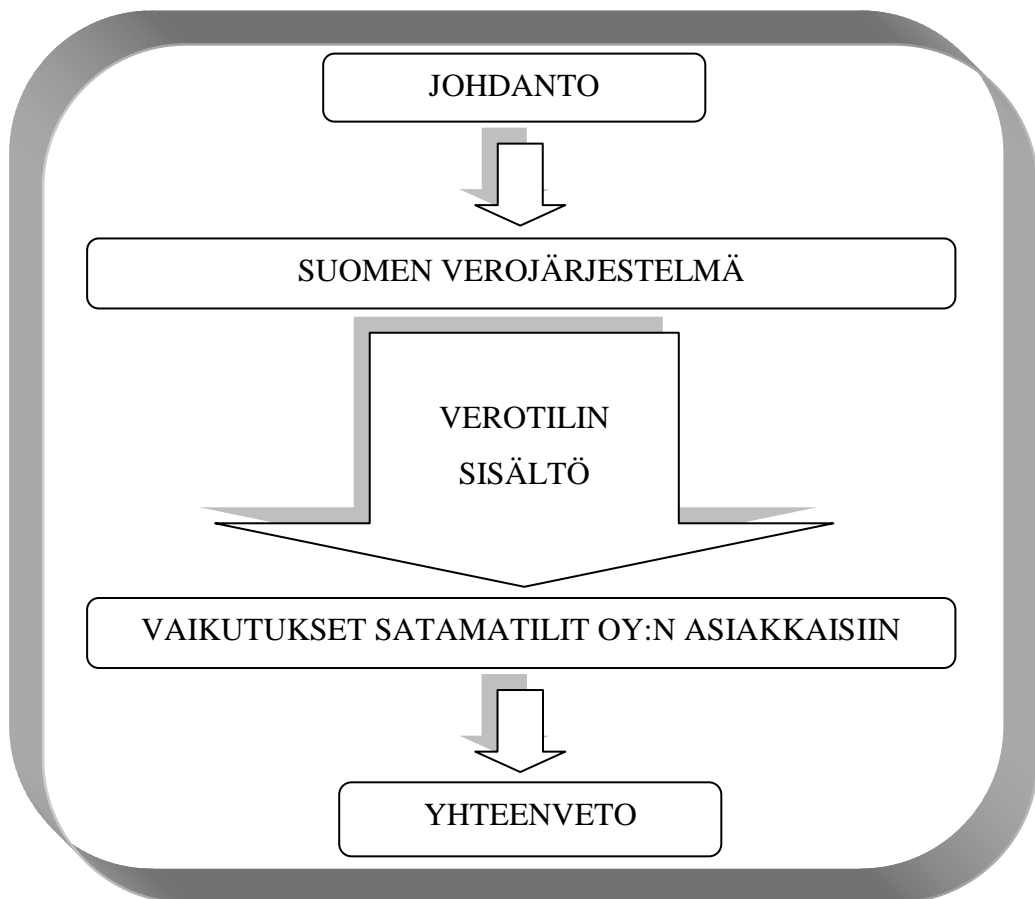 JOHDANTO
SUOMEN VEROJÄRJESTELMÄ
VEROTILIN
SISÄLTÖ
VAIKUTUKSET SATAMATILIT OY:N ASIAKKAISIIN
YHTEENVETO